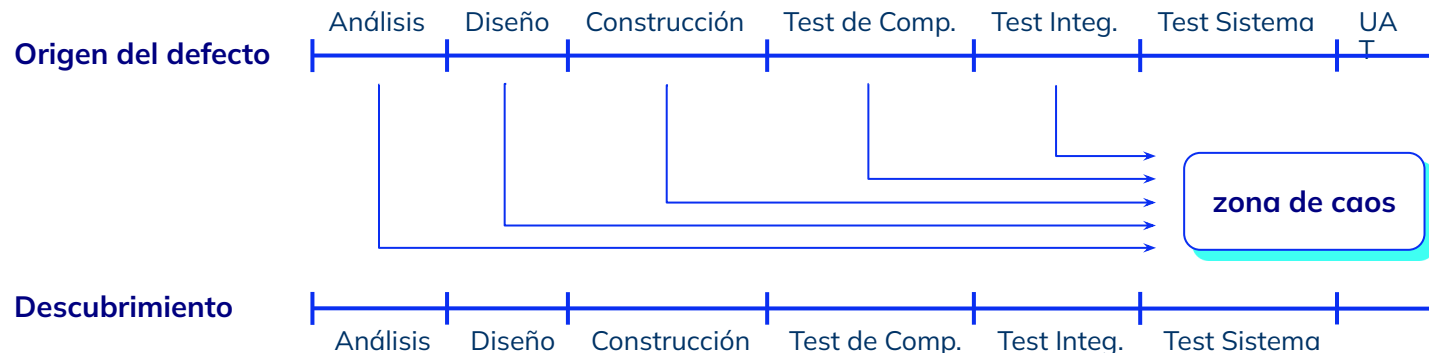 Análisis Diseño Construcción Test de Comp. Test Integ. Test Sistema UA
T
Origen del defecto
zona de caos
Descubrimiento
Análisis Diseño Construcción Test de Comp. Test Integ. Test Sistema